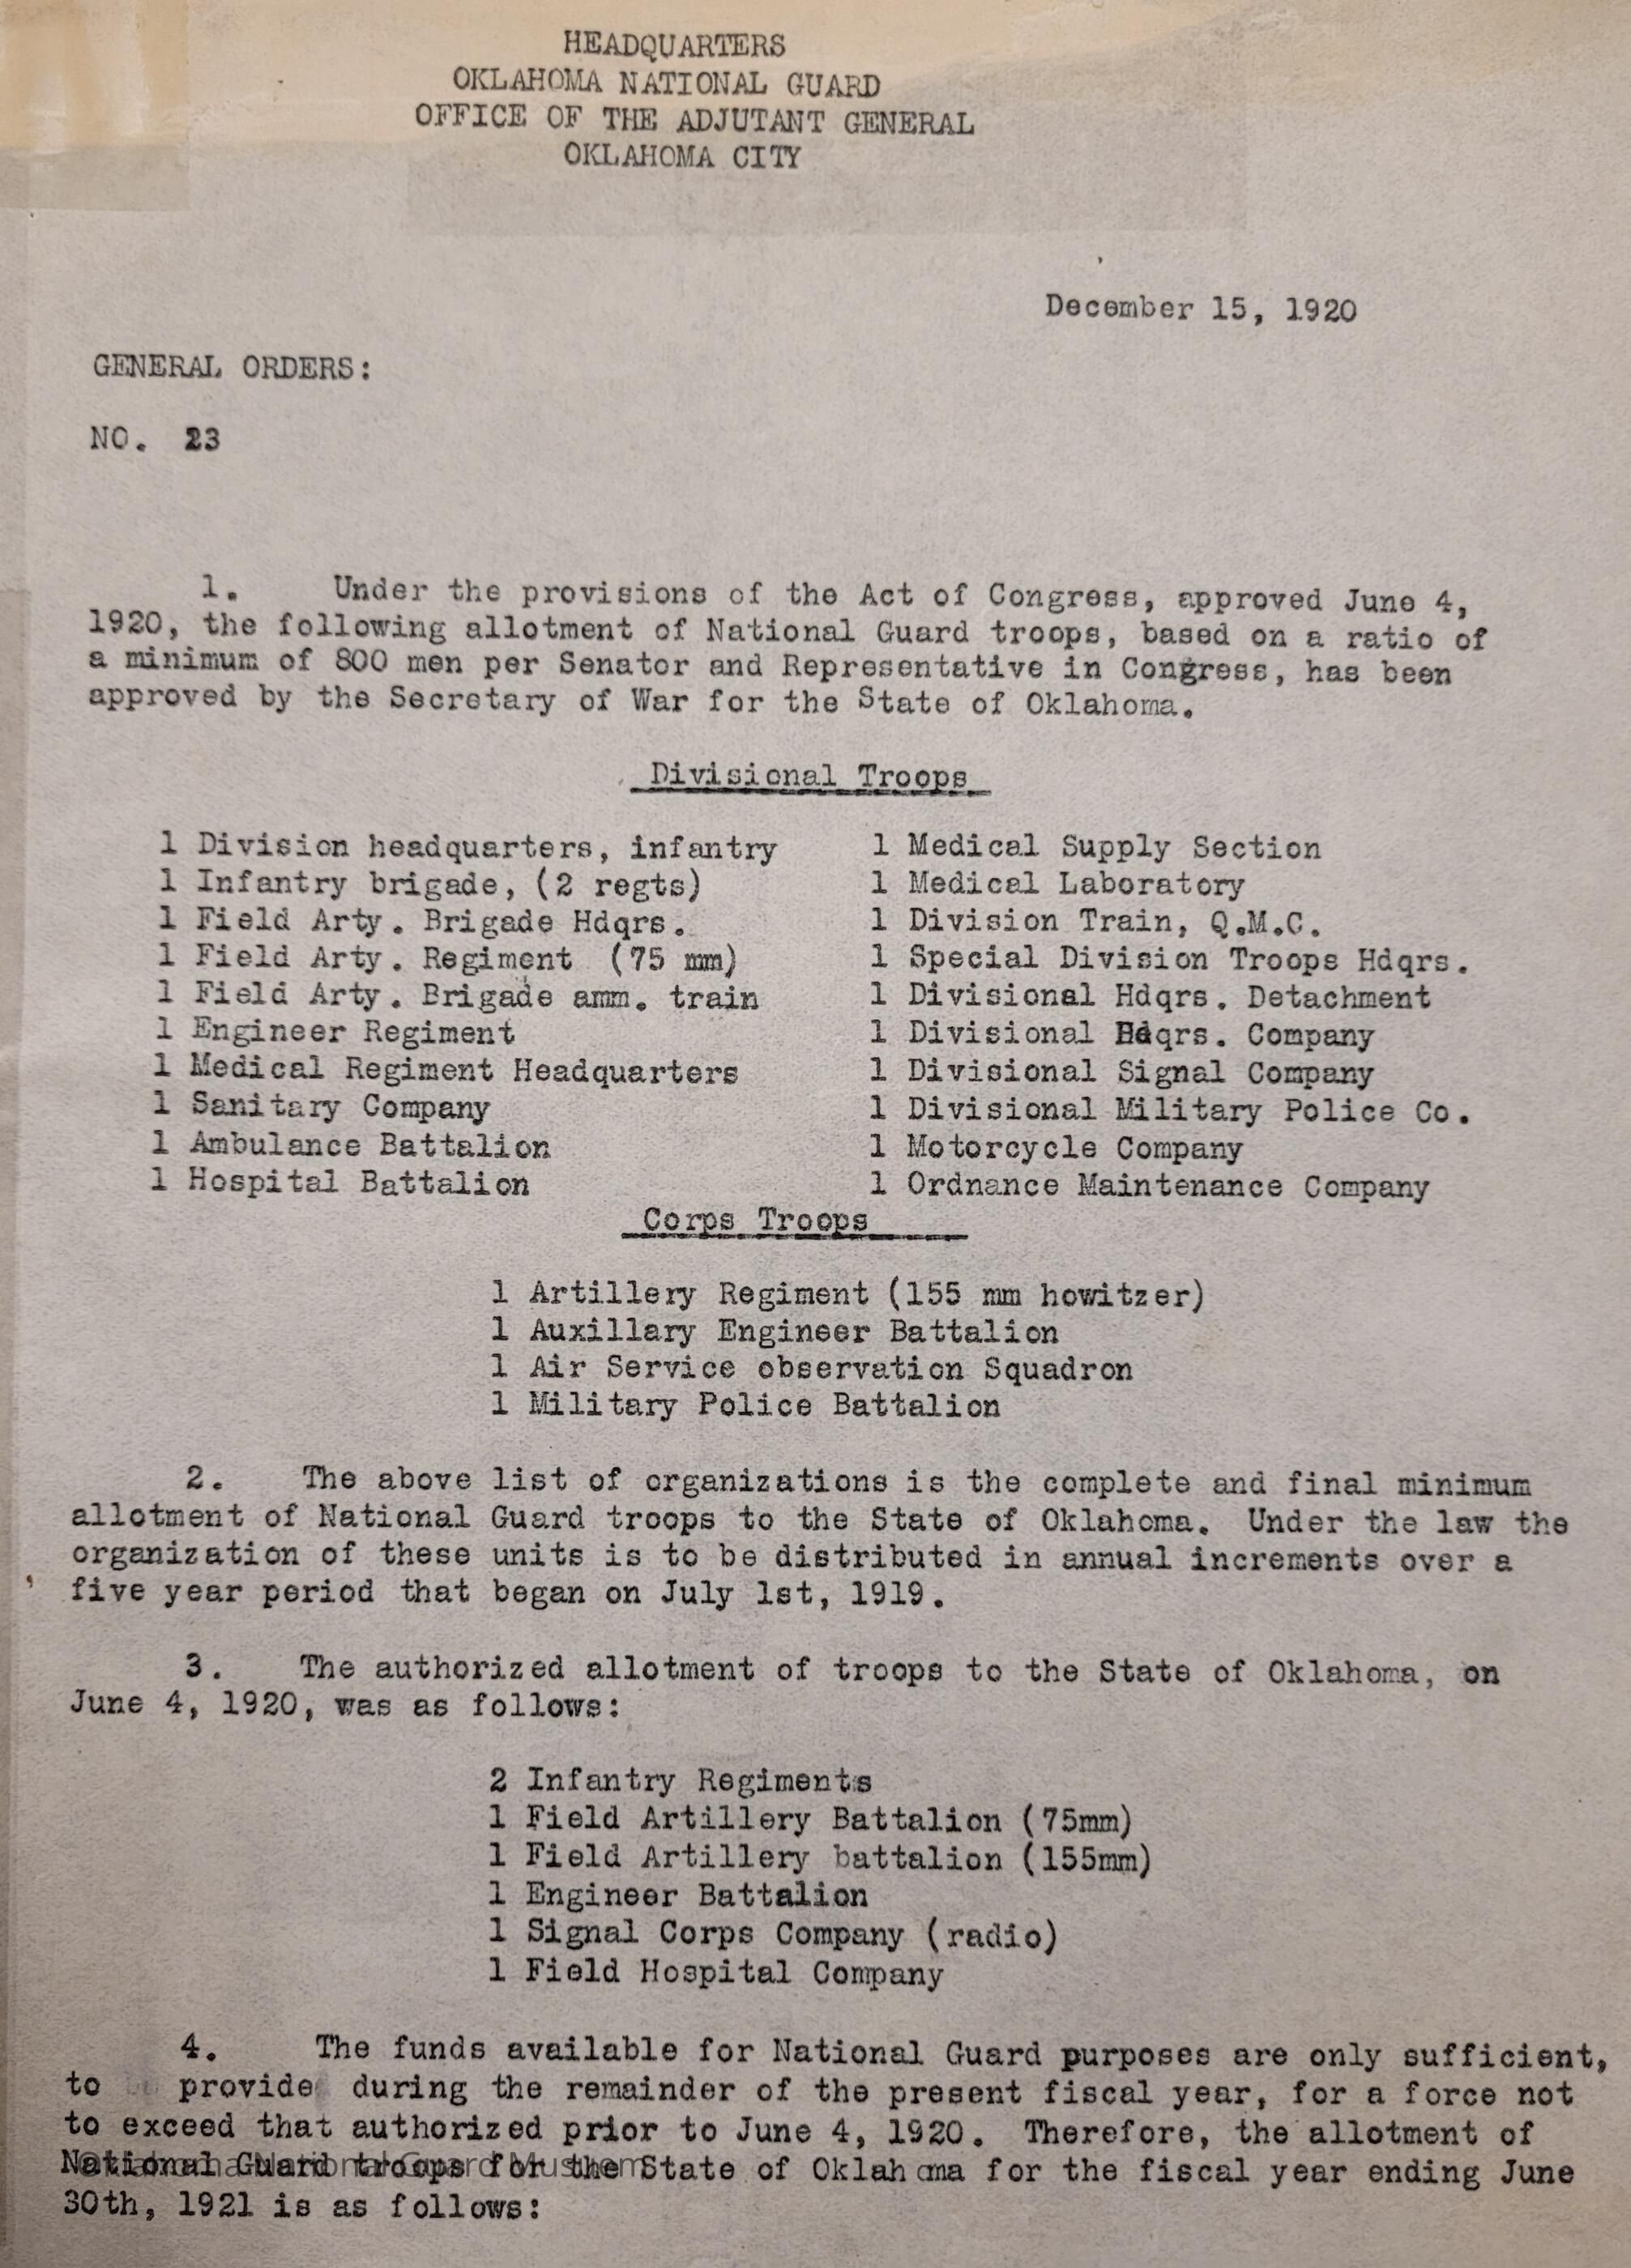 HEADQUARTERS
OKLAHOMA NATIONAL GUARD
OFFICE OF THE ADJUTANT GENERAL
OKLAHOMA CITY
December 15, 1920
GENERAL ORDERS:
NO. 23
1. Under the provisions of the Act of Congress, approved June 4,
1920, the following allotment of National Guard troops, based on a ratio of
a minimum of 800 men per Senator and Representative in Congress, has been
approved by the Secretary of War for the State of Oklahoma.
Divisional Troops
1 Division headquarters, infantry
1 Infantry brigade, (2 regts)
1 Field Arty. Brigade Hdqrs.
1 Field Arty. Regiment (75 mm)
1 Field Arty. Brigade amm. train
1 Engineer Regiment
1 Medical Regiment Headquarters
1 Sanitary Company
1 Ambulance Battalion
1 Hospital Battalion
1 Medical Supply Section
1 Medical Laboratory
1 Division Train, Q.M.C.
1 Special Division Troops Hdqrs.
1 Divisional Hdqrs. Detachment
1 Divisional Hdqrs. Company
1 Divisional Signal Company
1 Divisional Military Police Co.
1 Motorcycle Company
1 Ordnance Maintenance Company
Corps Troops
1 Artillery Regiment (155 mm howitzer)
1 Auxillary Engineer Battalion
1 Air Service observation Squadron
1 Military Police Battalion
2. The above list of organizations is the complete and final minimum
allotment of National Guard troops to the State of Oklahoma. Under the law the
organization of these units is to be distributed in annual increments over a
five year period that began on July 1st, 1919.
3. The authorized allotment of troops to the State of Oklahoma, on
June 4, 1920, was as follows:
2 Infantry Regiments
1 Field Artillery Battalion (75mm)
1 Field Artillery battalion (155mm)
1 Engineer Battalion
1 Signal Corps Company (radio)
1 Field Hospital Company
4. The funds available for National Guard purposes are only sufficient,
to provide during the remainder of the present fiscal year, for a force not
to exceed that authorized prior to June 4, 1920. Therefore, the allotment of
National Guard troops for the State of Oklahoma for the fiscal year ending June
30th, 1921 is as follows: